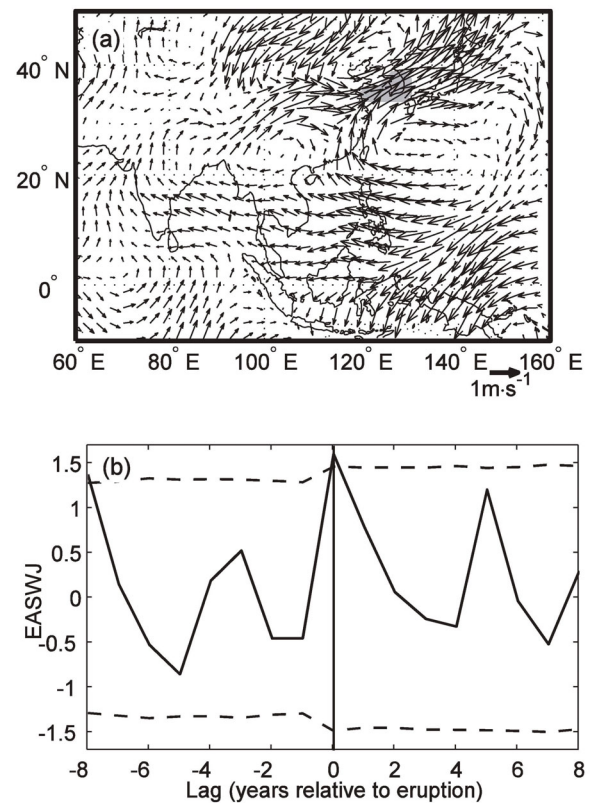 (a)
40° N
20° N
0°
60° E 80° E 100° E 120° E 140° E 160° E
1m·s⁻¹
(b)
1.5
1
0.5
0
-0.5
-1
-1.5
EASWJ
-8 -6 -4 -2 0 2 4 6 8
Lag (years relative to eruption)